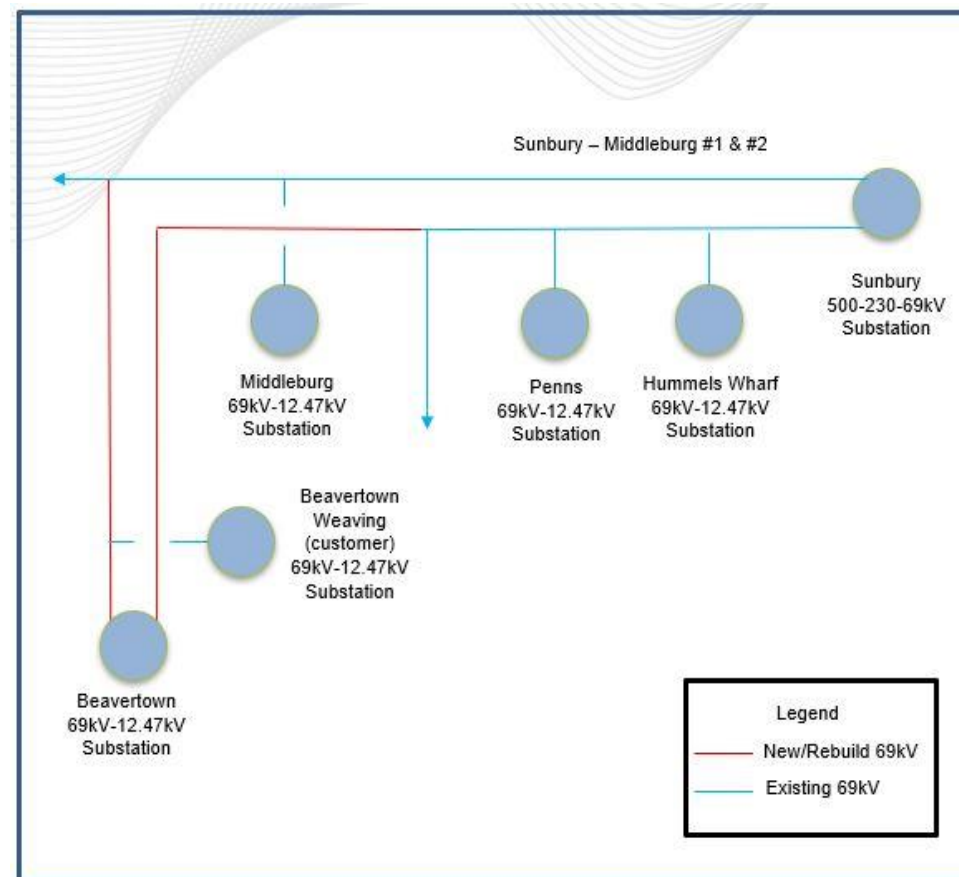 Sunbury – Middleburg #1 & #2
Sunbury
500-230-69kV
Substation
Middleburg
69kV-12.47kV
Substation
Penns
69kV-12.47kV
Substation
Hummels Wharf
69kV-12.47kV
Substation
Beavertown
Weaving
(customer)
69kV-12.47kV
Substation
Beavertown
69kV-12.47kV
Substation
Legend
New/Rebuild 69kV
Existing 69kV